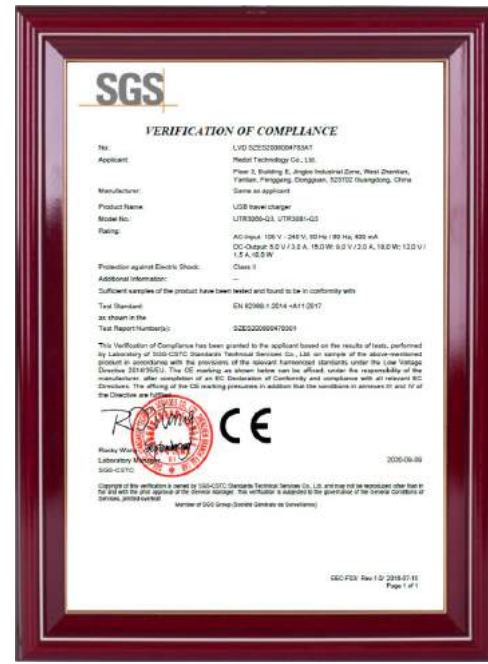 SGS
VERIFICATION OF COMPLIANCE
No:
Applicant: Redot Technology Co., Ltd.
Floor 3, Building E, Jingke Industrial Zone, West Zhenlian,
Yantian, Fenggang, Dongguan, 523702 Guangdong, China
Manufacturer: Same as applicant
Product Name: USB travel charger
Model No.:
Rating: AC-Input: 100 V - 240 V, 50 Hz / 60 Hz, 400 mA
DC-Output: 5.0 V / 3.0 A, 15.0 W; 9.0 V / 2.0 A, 18.0 W; 12.0 V /
1.5 A, 18.0 W
Protection against Electric Shock: Class II
Additional Information: ---
Sufficient samples of the product have been tested and found to be in conformity with
Test Standard: EN 62368-1:2014 +A11:2017
as shown in the
Test Report Number(s):
This Verification of Compliance has been granted to the applicant based on the results of tests, performed
by Laboratory of SGS-CSTC Standards Technical Services Co., Ltd. on sample of the above-mentioned
product in accordance with the provisions of the relevant harmonized standards under the Low Voltage
Directive 2014/35/EU. The CE marking as shown below can be affixed, under the responsibility of the
manufacturer, after completion of an EC Declaration of Conformity and compliance with all relevant EC
Directives. The affixing of the CE marking presumes in addition that the conditions in annexes III and IV of
the Directive are fulfilled.
CE
Rocky Wang
Laboratory Manager
SGS-CSTC
Copyright of this verification is owned by SGS-CSTC Standards Technical Services Co., Ltd. and may not be reproduced other than in
full and with the prior approval of the General Manager. This verification is subjected to the governance of the General Conditions of
Services, printed overleaf.
Member of SGS Group (Société Générale de Surveillance)
Page 1 of 1